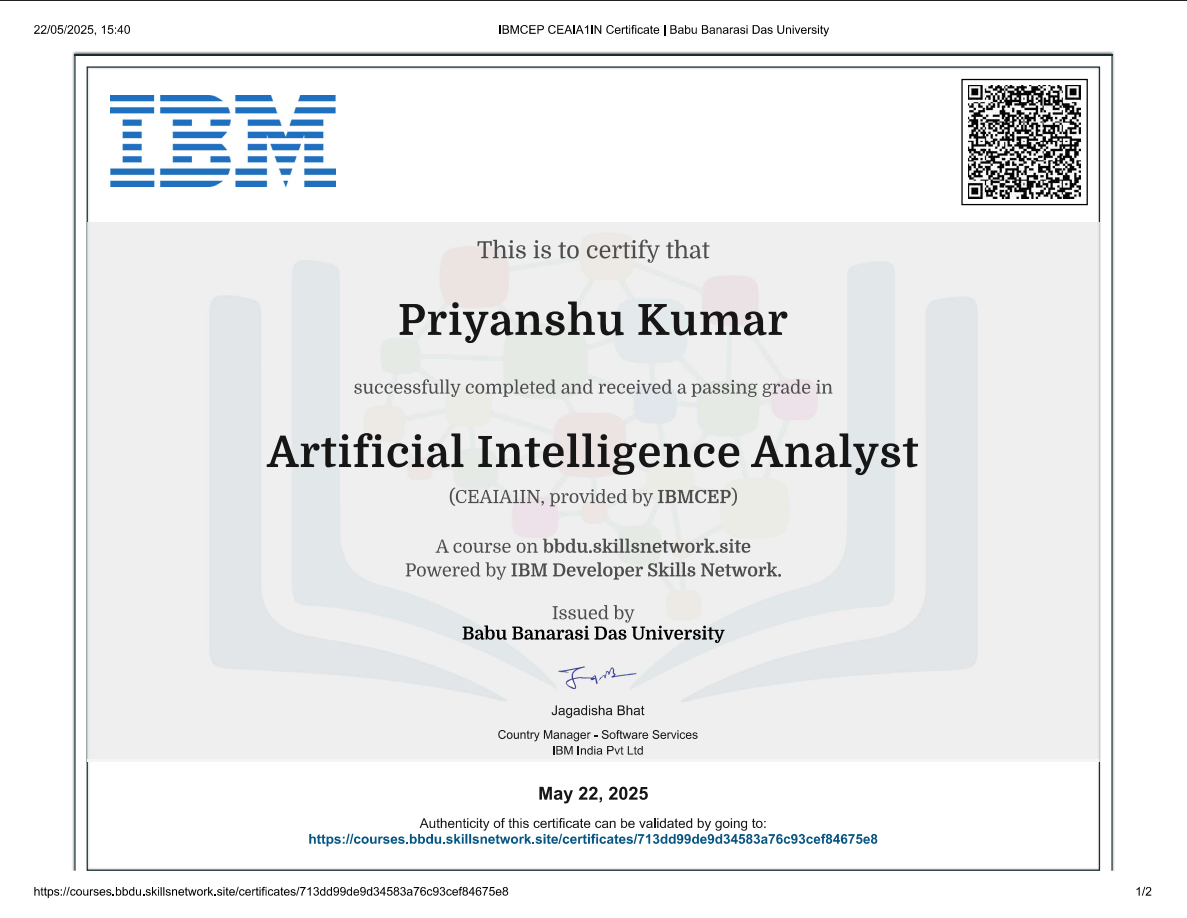 22/05/2025, 15:40
IBMCEP CEAIA1IN Certificate | Babu Banarasi Das University
IBM
This is to certify that
Priyanshu Kumar
successfully completed and received a passing grade in
Artificial Intelligence Analyst
(CEAIA1IN, provided by IBMCEP)
A course on bbdu.skillsnetwork.site
Powered by IBM Developer Skills Network.
Issued by
Babu Banarasi Das University
Jagadisha Bhat
Country Manager - Software Services
IBM India Pvt Ltd
May 22, 2025
Authenticity of this certificate can be validated by going to:
https://courses.bbdu.skillsnetwork.site/certificates/713dd99de9d34583a76c93cef84675e8
https://courses.bbdu.skillsnetwork.site/certificates/713dd99de9d34583a76c93cef84675e8
1/2